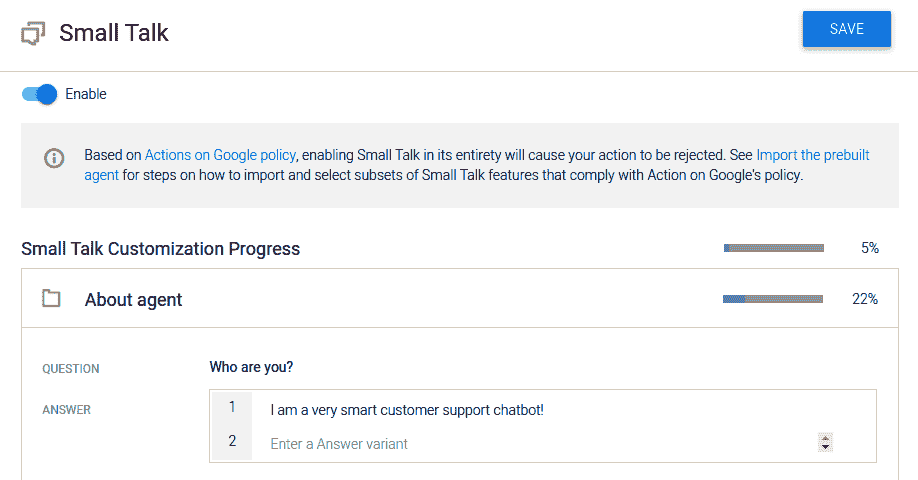 Small Talk
SAVE
Enable
Based on Actions on Google policy, enabling Small Talk in its entirety will cause your action to be rejected. See Import the prebuilt
agent for steps on how to import and select subsets of Small Talk features that comply with Action on Google's policy.
Small Talk Customization Progress
5%
About agent
22%
QUESTION
Who are you?
ANSWER
1 I am a very smart customer support chatbot!
2 Enter a Answer variant